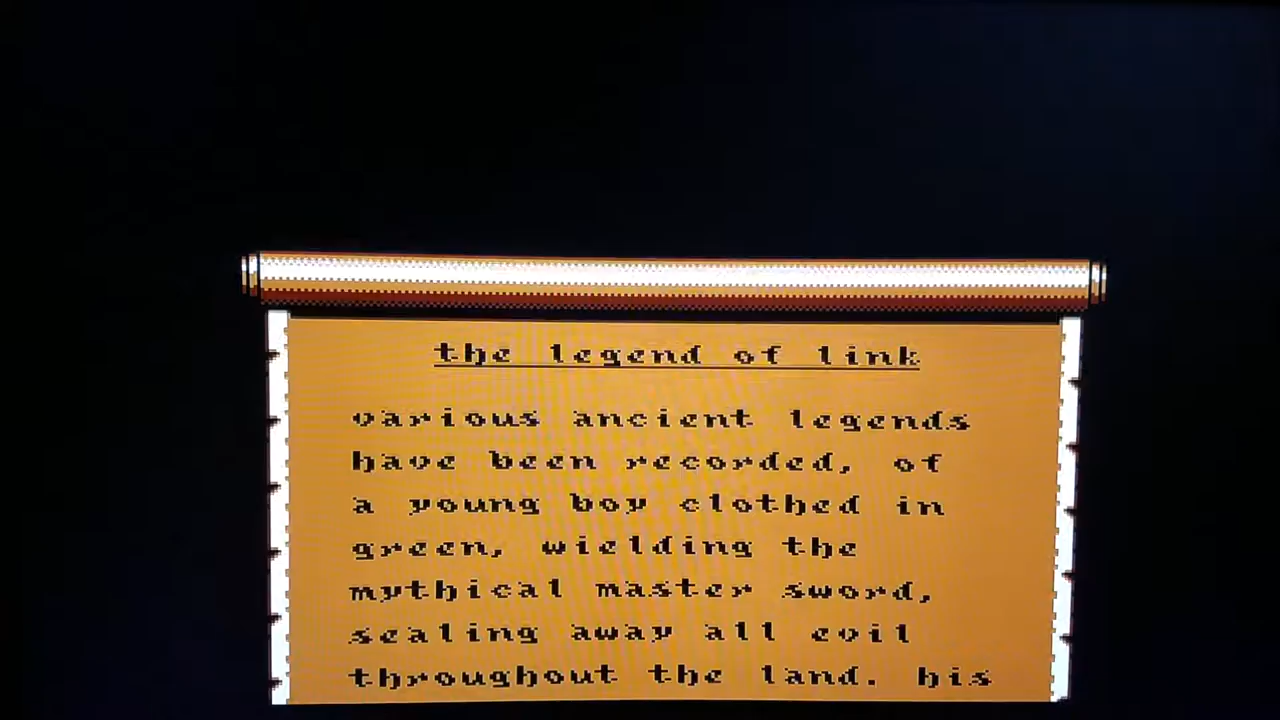 the legend of link
various ancient legends
have been recorded, of
a young boy clothed in
green, wielding the
mythical master sword,
sealing away all evil
throughout the land. his